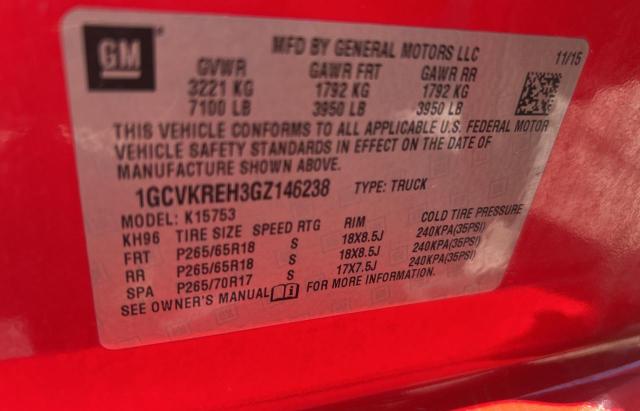 GM
MFD BY GENERAL MOTORS LLC 11/15
GVWR GAWR FRT GAWR RR
3221 KG 1792 KG 1792 KG
7100 LB 3950 LB 3950 LB
THIS VEHICLE CONFORMS TO ALL APPLICABLE U.S. FEDERAL MOTOR
VEHICLE SAFETY STANDARDS IN EFFECT ON THE DATE OF
MANUFACTURE SHOWN ABOVE.
1GCVKREH3GZ146238 TYPE: TRUCK
MODEL: K15753
KH96 TIRE SIZE SPEED RTG RIM COLD TIRE PRESSURE
FRT P265/65R18 S 18X8.5J 240KPA(35PSI)
RR P265/65R18 S 18X8.5J 240KPA(35PSI)
SPA P265/70R17 S 17X7.5J 240KPA(35PSI)
SEE OWNER'S MANUAL FOR MORE INFORMATION.